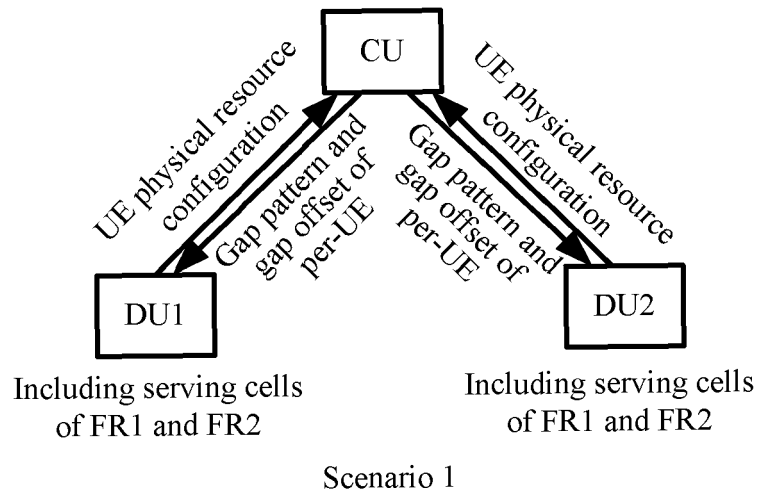 CU
UE physical resource
configuration
Gap pattern and
gap offset of
per-UE
UE physical resource
configuration
Gap pattern and
gap offset of
per-UE
DU1
DU2
Including serving cells
of FR1 and FR2
Including serving cells
of FR1 and FR2
Scenario 1